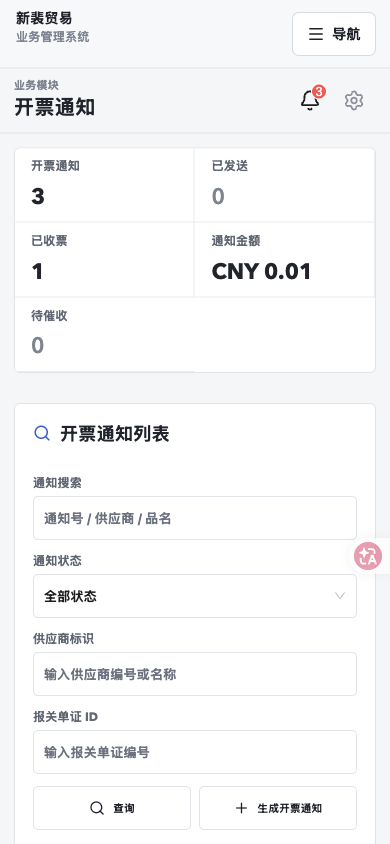 新裴贸易
业务管理系统
导航
业务模块
开票通知
3
开票通知
3
已发送
0
已收票
1
通知金额
CNY 0.01
待催收
0
开票通知列表
通知搜索
通知号 / 供应商 / 品名
通知状态
全部状态
供应商标识
输入供应商编号或名称
报关单证 ID
输入报关单证编号
查询
生成开票通知